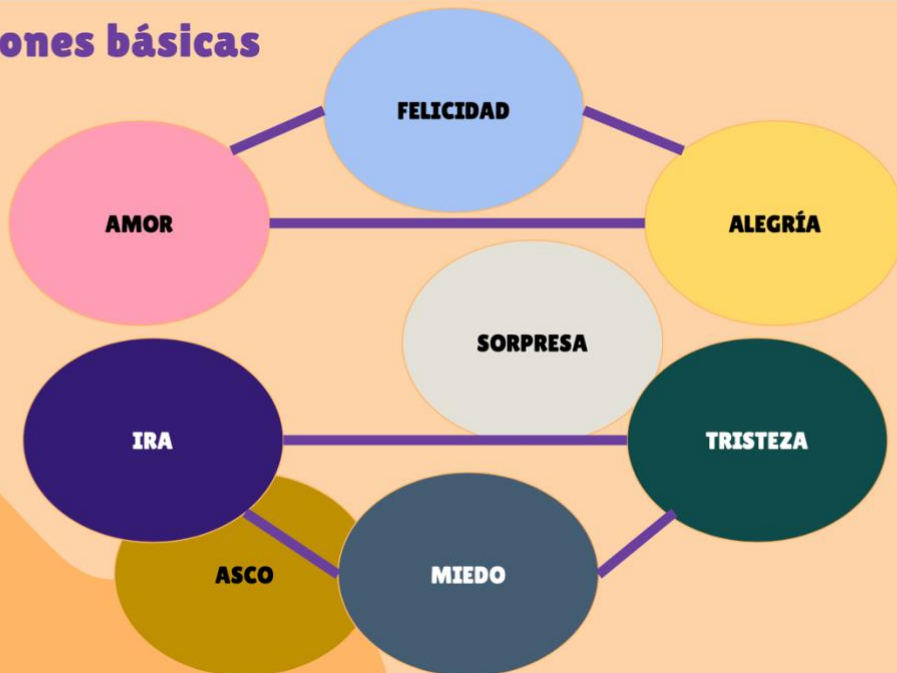 ones básicas
FELICIDAD
AMOR
ALEGRÍA
SORPRESA
IRA
TRISTEZA
ASCO
MIEDO